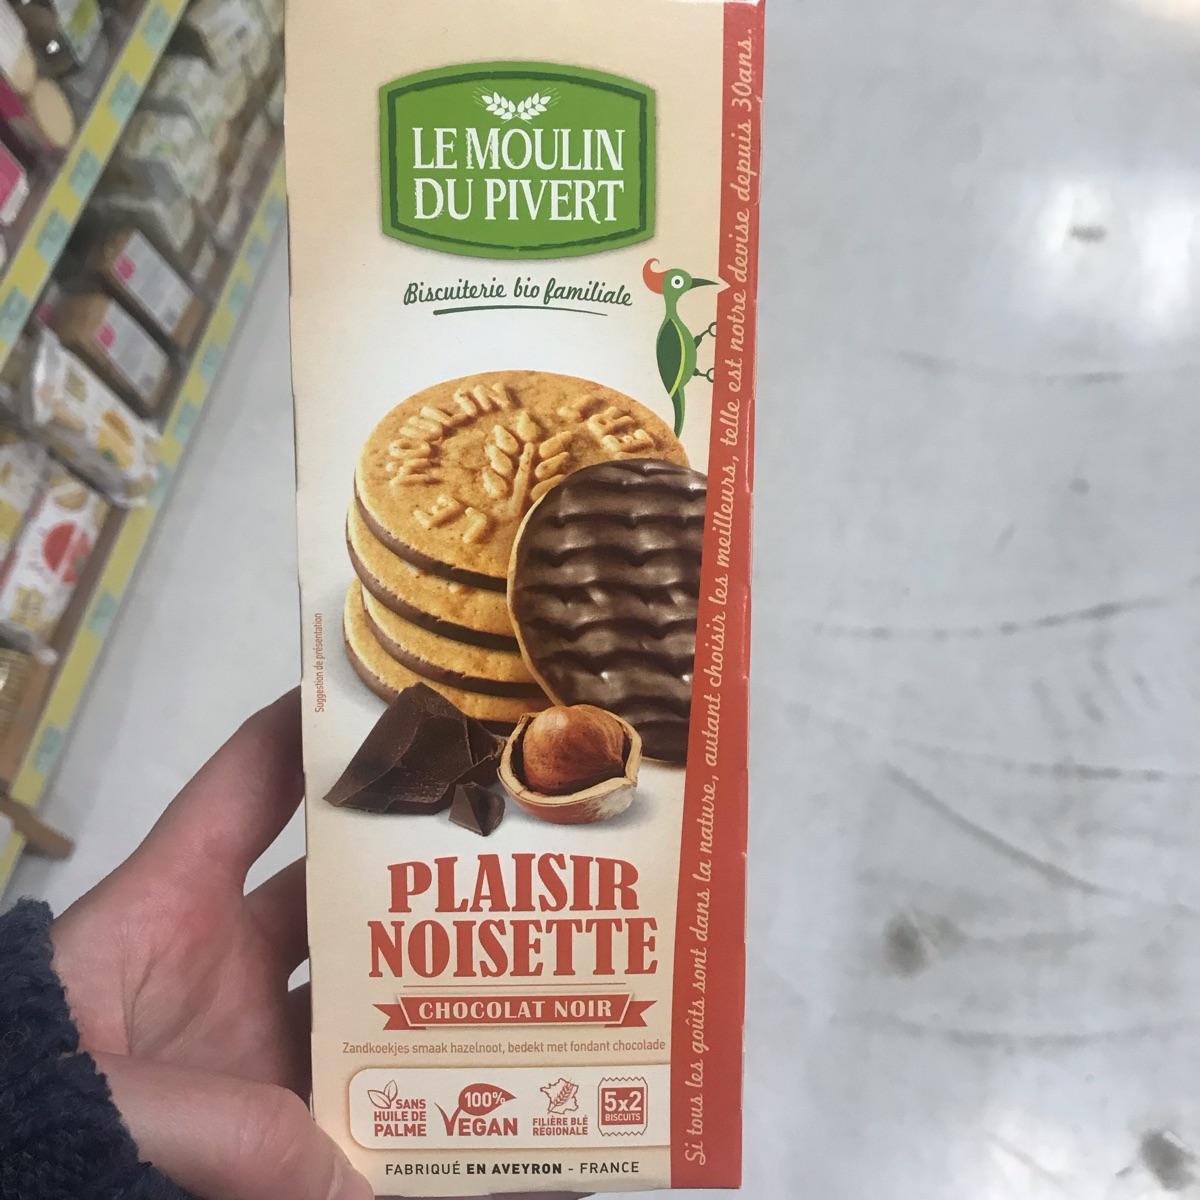 LE MOULIN
DU PIVERT
Biscuiterie bio familiale
LE MOULIN
Suggestion de présentation
PLAISIR
NOISETTE
CHOCOLAT NOIR
Zandkoekjes smaak hazelnoot, bedekt met fondant chocolade
SANS
HUILE DE
PALME
100%
VEGAN
FILIÈRE BLÉ
RÉGIONALE
5x2
BISCUITS
FABRIQUÉ EN AVEYRON - FRANCE
Si tous les goûts sont dans la nature, autant choisir les meilleurs, telle est notre devise depuis 30ans.